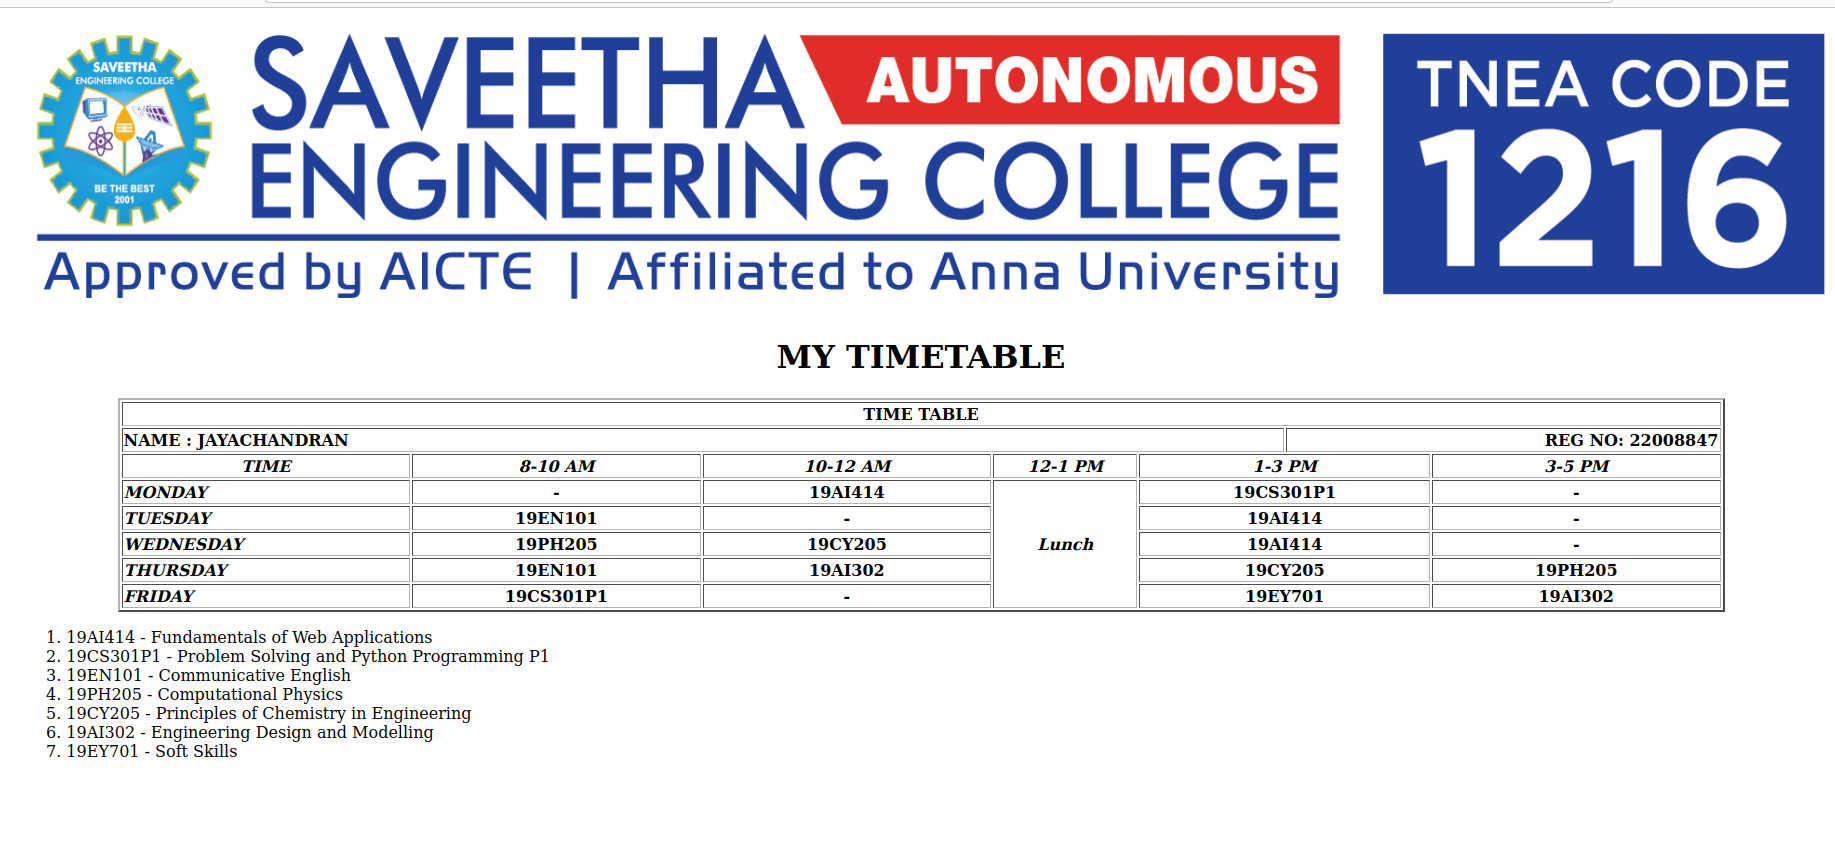 SAVEETHA
ENGINEERING COLLEGE
BE THE BEST
2001
SAVEETHA AUTONOMOUS
ENGINEERING COLLEGE
Approved by AICTE | Affiliated to Anna University
TNEA CODE
1216
MY TIMETABLE
TIME TABLE
NAME : JAYACHANDRAN REG NO: 22008847
TIME 8-10 AM 10-12 AM 12-1 PM 1-3 PM 3-5 PM
MONDAY - 19AI414 19CS301P1 -
TUESDAY 19EN101 - 19AI414 -
WEDNESDAY 19PH205 19CY205 Lunch 19AI414 -
THURSDAY 19EN101 19AI302 19CY205 19PH205
FRIDAY 19CS301P1 - 19EY701 19AI302
1. 19AI414 - Fundamentals of Web Applications
2. 19CS301P1 - Problem Solving and Python Programming P1
3. 19EN101 - Communicative English
4. 19PH205 - Computational Physics
5. 19CY205 - Principles of Chemistry in Engineering
6. 19AI302 - Engineering Design and Modelling
7. 19EY701 - Soft Skills